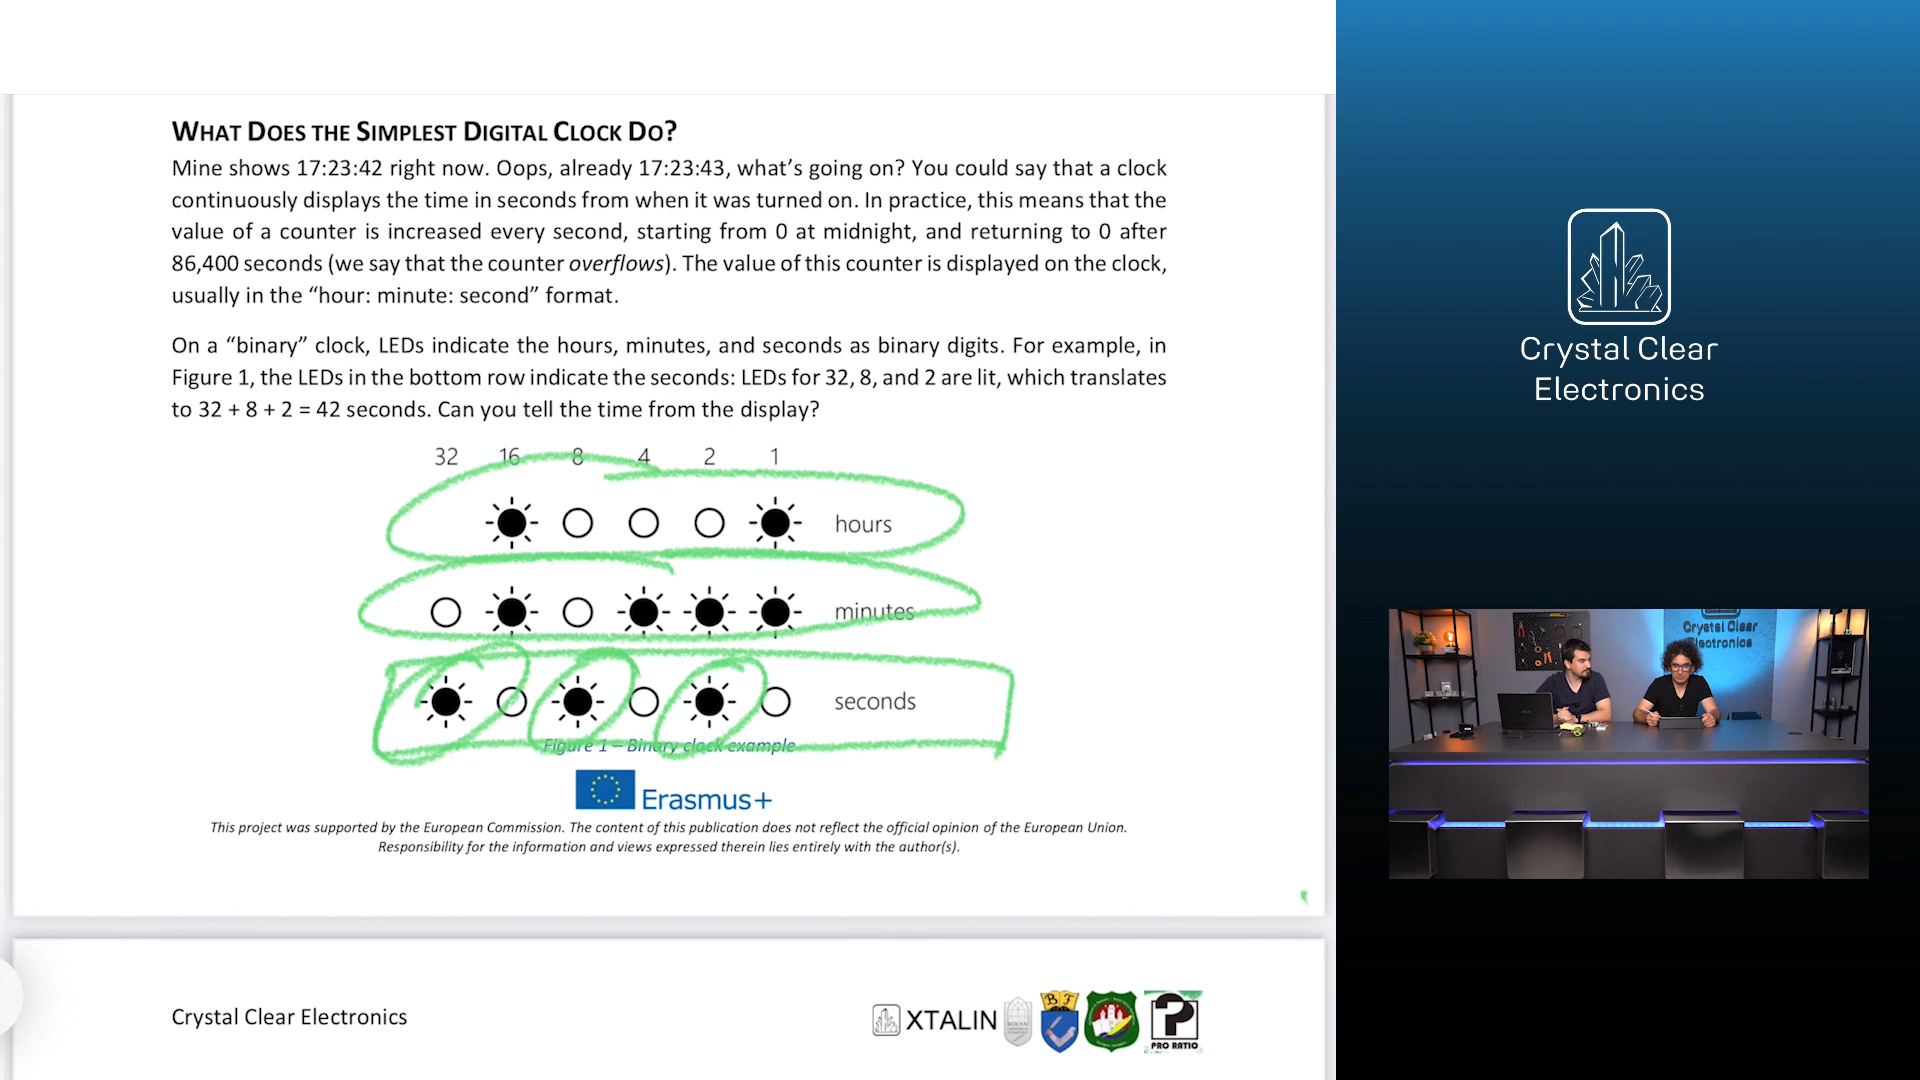 WHAT DOES THE SIMPLEST DIGITAL CLOCK DO?
Mine shows 17:23:42 right now. Oops, already 17:23:43, what's going on? You could say that a clock
continuously displays the time in seconds from when it was turned on. In practice, this means that the
value of a counter is increased every second, starting from 0 at midnight, and returning to 0 after
86,400 seconds (we say that the counter overflows). The value of this counter is displayed on the clock,
usually in the “hour: minute: second” format.
On a “binary” clock, LEDs indicate the hours, minutes, and seconds as binary digits. For example, in
Figure 1, the LEDs in the bottom row indicate the seconds: LEDs for 32, 8, and 2 are lit, which translates
to 32 + 8 + 2 = 42 seconds. Can you tell the time from the display?
32 16 8 4 2 1
hours
minutes
seconds
Figure 1 – Binary clock example
Erasmus+
This project was supported by the European Commission. The content of this publication does not reflect the official opinion of the European Union.
Responsibility for the information and views expressed therein lies entirely with the author(s).
Crystal Clear Electronics
XTALIN
BOLYAI
B F
PRO RATIO
Crystal Clear
Electronics
Crystal Clear
Electronics